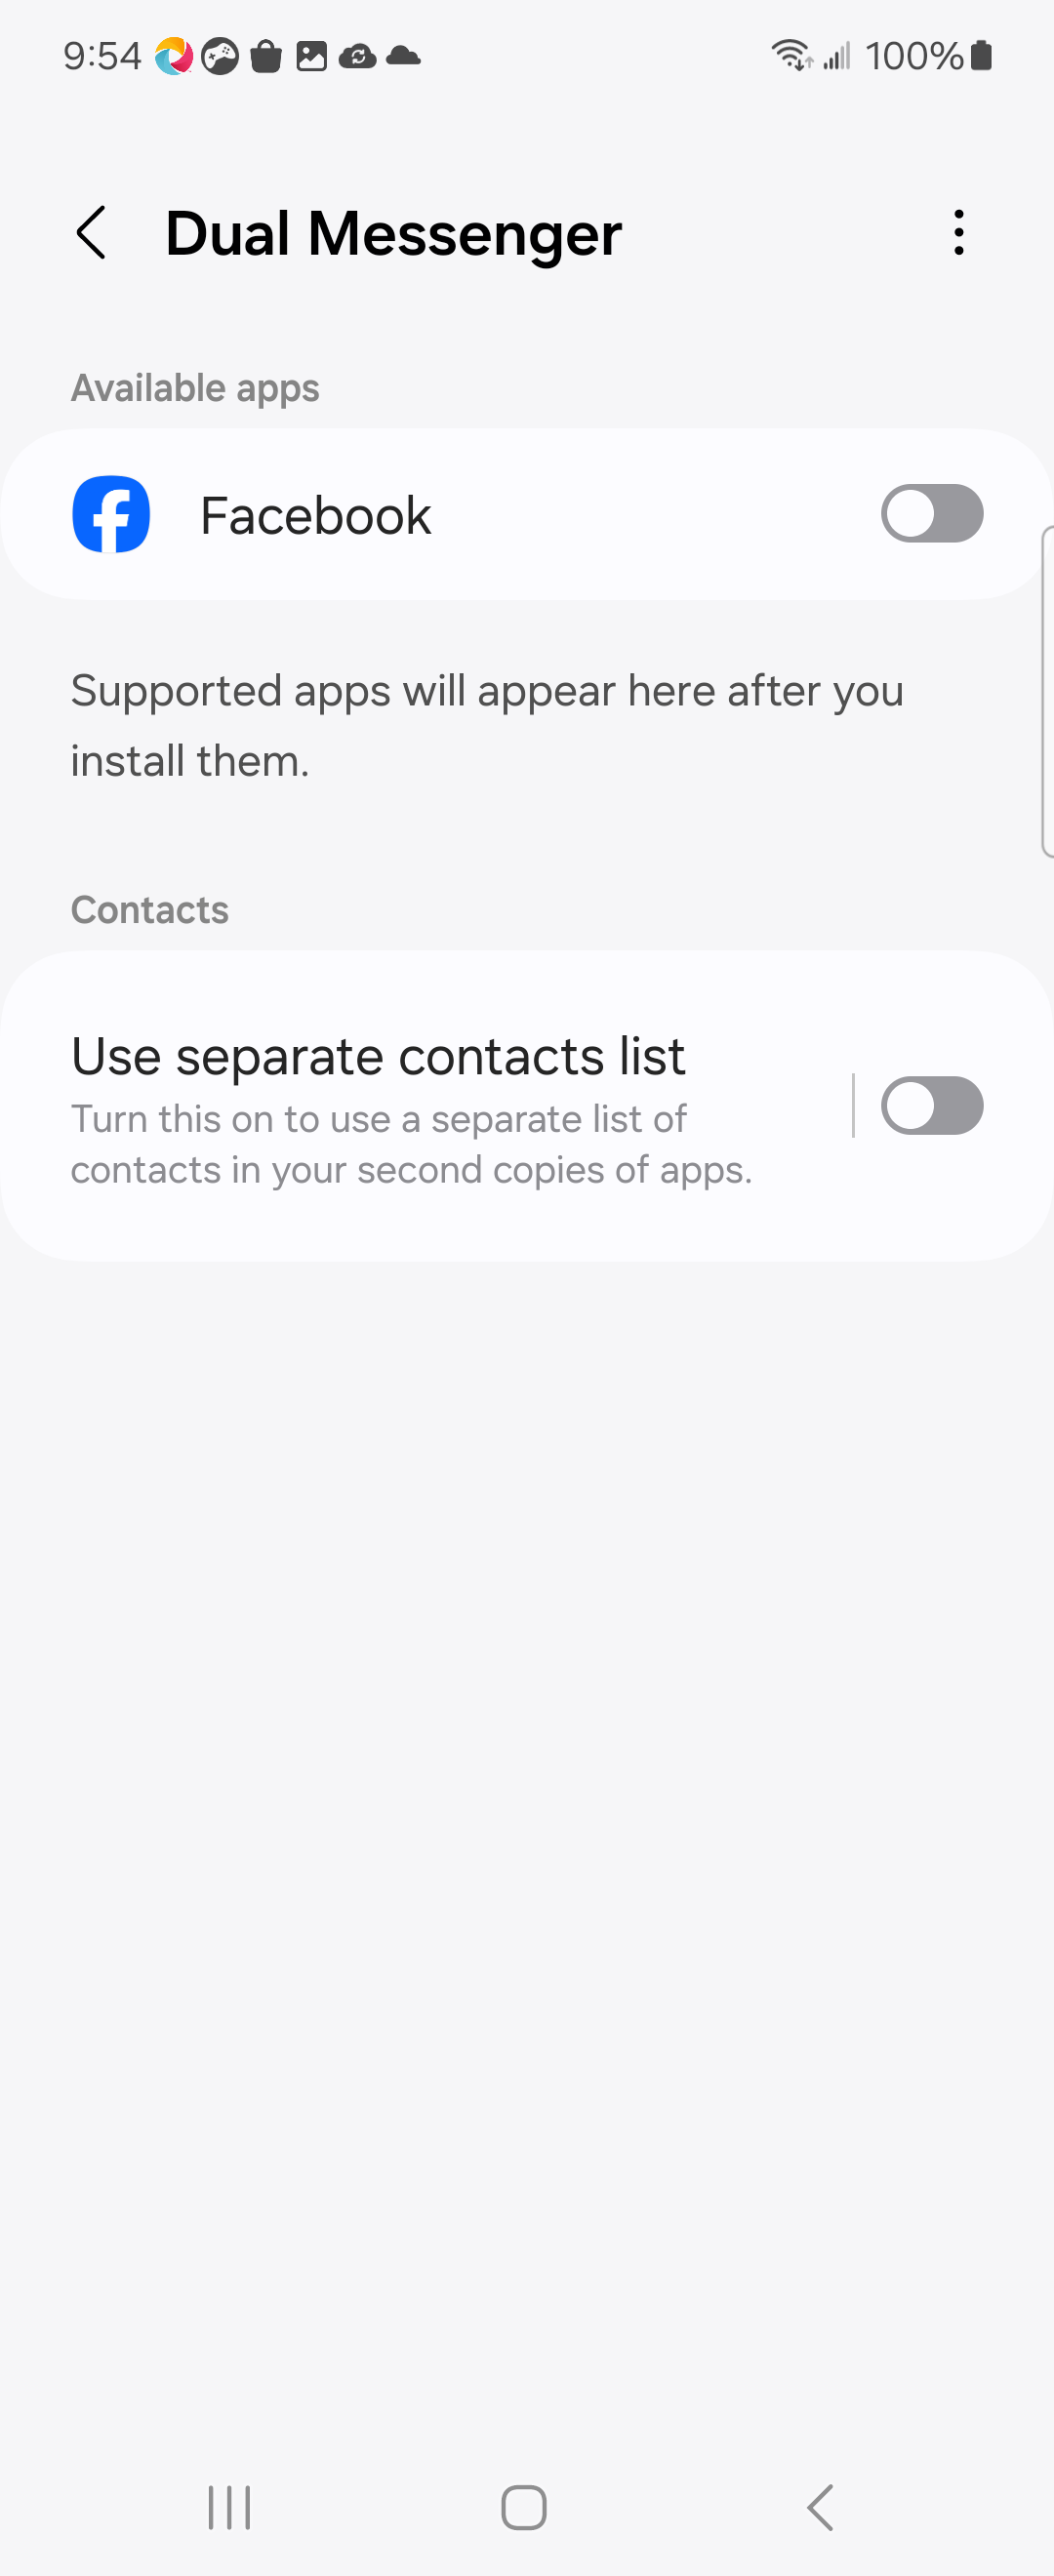 9:54 100%
Dual Messenger
Available apps
Facebook
Supported apps will appear here after you
install them.
Contacts
Use separate contacts list
Turn this on to use a separate list of
contacts in your second copies of apps.